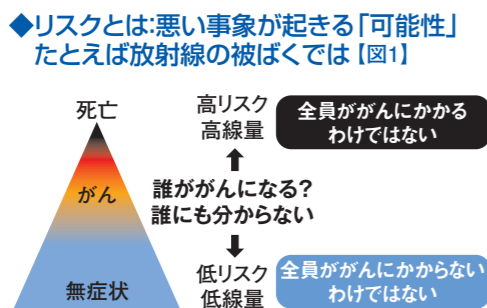 ◆リスクとは:悪い事象が起きる「可能性」
たとえば放射線の被ばくでは【図1】
死亡
がん
無症状
高リスク
高線量
全員ががんにかかる
わけではない
誰ががんになる?
誰にも分からない
低リスク
低線量
全員ががんにかからない
わけではない